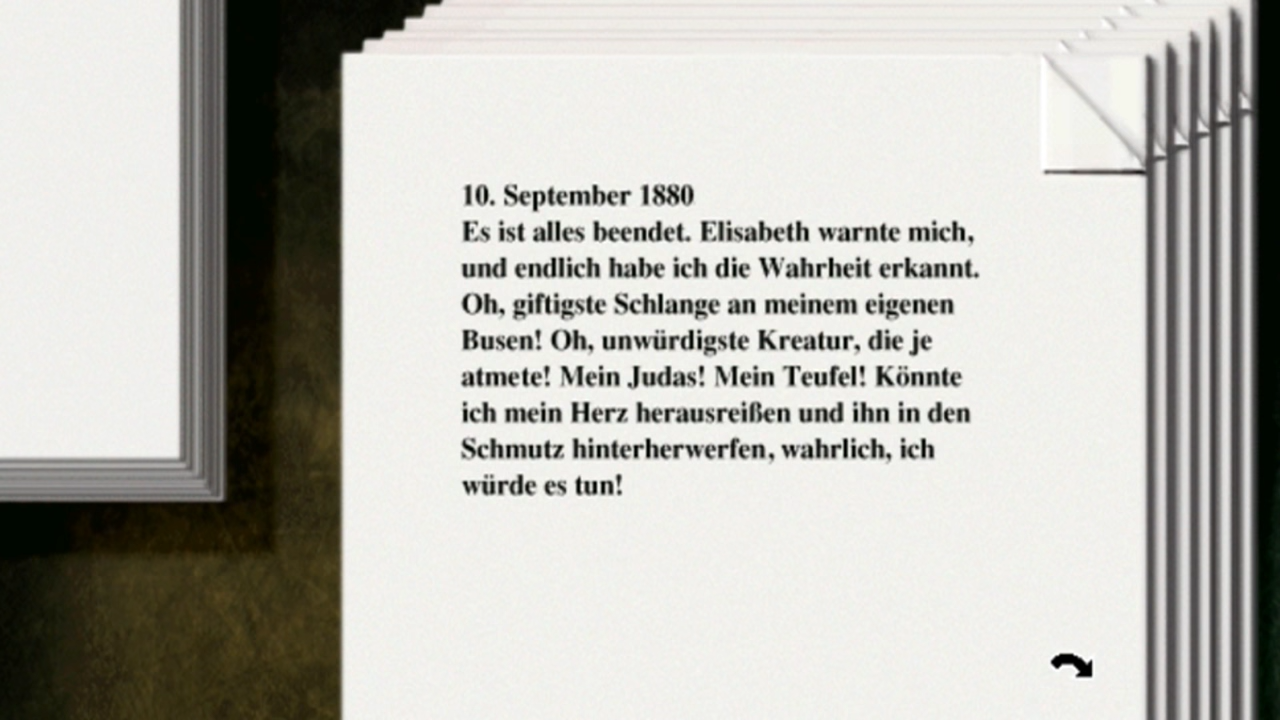 10. September 1880
Es ist alles beendet. Elisabeth warnte mich,
und endlich habe ich die Wahrheit erkannt.
Oh, giftigste Schlange an meinem eigenen
Busen! Oh, unwürdigste Kreatur, die je
atmete! Mein Judas! Mein Teufel! Könnte
ich mein Herz herausreißen und ihn in den
Schmutz hinterherwerfen, wahrlich, ich
würde es tun!